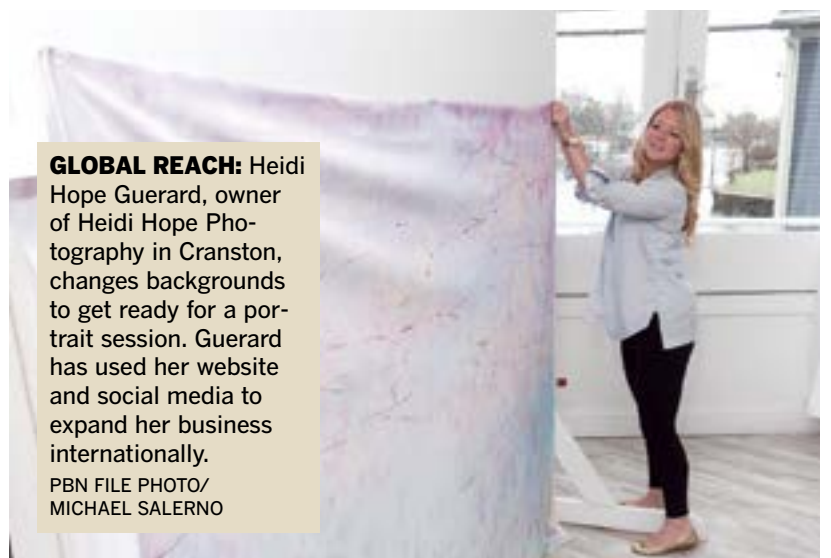 GLOBAL REACH: Heidi
Hope Guerard, owner
of Heidi Hope Pho-
tography in Cranston,
changes backgrounds
to get ready for a por-
trait session. Guerard
has used her website
and social media to
expand her business
internationally.
PBN FILE PHOTO/
MICHAEL SALERNO